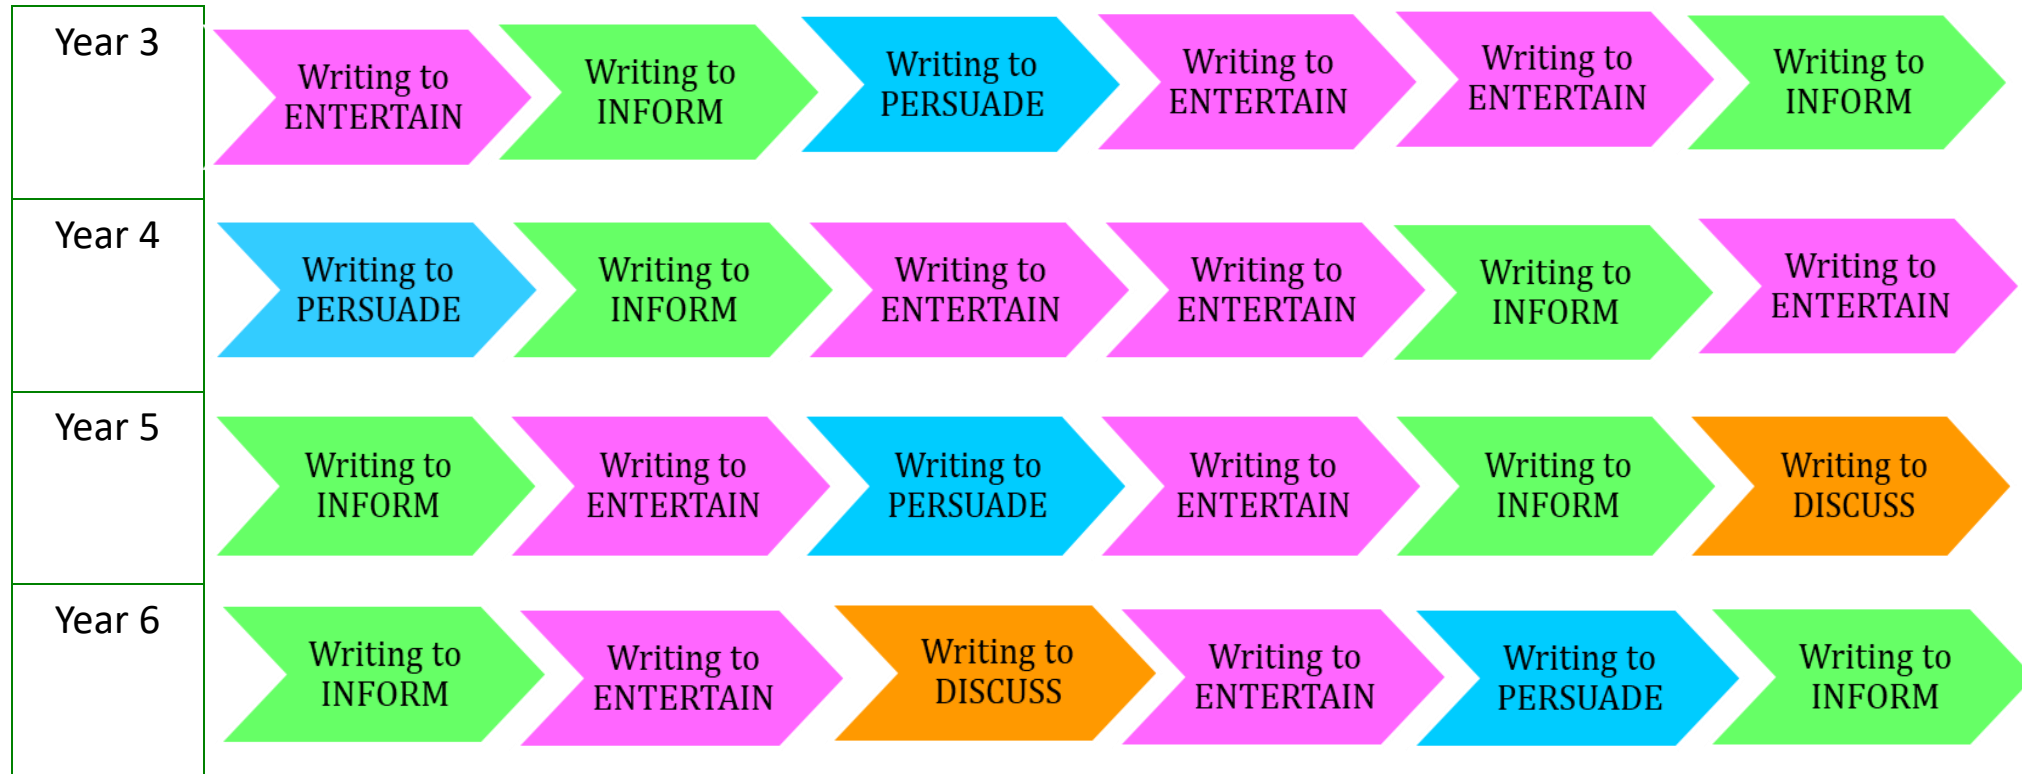 Year 3
Writing to
ENTERTAIN
Writing to
INFORM
Writing to
PERSUADE
Writing to
ENTERTAIN
Writing to
ENTERTAIN
Writing to
INFORM
Year 4
Writing to
PERSUADE
Writing to
INFORM
Writing to
ENTERTAIN
Writing to
ENTERTAIN
Writing to
INFORM
Writing to
ENTERTAIN
Year 5
Writing to
INFORM
Writing to
ENTERTAIN
Writing to
PERSUADE
Writing to
ENTERTAIN
Writing to
INFORM
Writing to
DISCUSS
Year 6
Writing to
INFORM
Writing to
ENTERTAIN
Writing to
DISCUSS
Writing to
ENTERTAIN
Writing to
PERSUADE
Writing to
INFORM